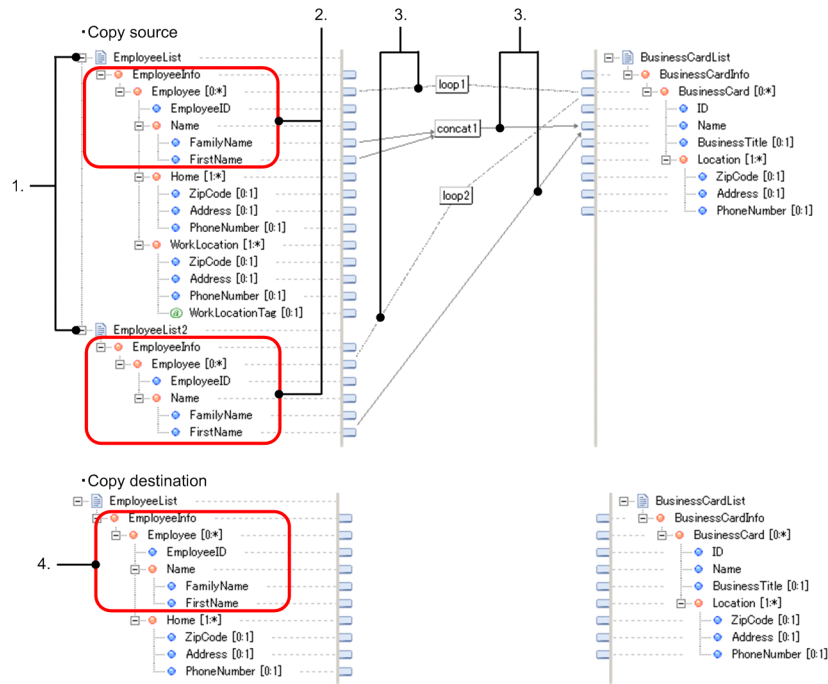 2.
3.
3.
・Copy source
EmployeeList
EmployeeInfo
Employee [0:*]
EmployeeID
Name
FamilyName
FirstName
1.
Home [1:*]
ZipCode [0:1]
Address [0:1]
PhoneNumber [0:1]
WorkLocation [1:*]
ZipCode [0:1]
Address [0:1]
PhoneNumber [0:1]
@ WorkLocationTag [0:1]
EmployeeList2
EmployeeInfo
Employee [0:*]
EmployeeID
Name
FamilyName
FirstName
loop1
concat1
loop2
BusinessCardList
BusinessCardInfo
BusinessCard [0:*]
ID
Name
BusinessTitle [0:1]
Location [1:*]
ZipCode [0:1]
Address [0:1]
PhoneNumber [0:1]
・Copy destination
EmployeeList
EmployeeInfo
Employee [0:*]
EmployeeID
4.
Name
FamilyName
FirstName
Home [1:*]
ZipCode [0:1]
Address [0:1]
PhoneNumber [0:1]
BusinessCardList
BusinessCardInfo
BusinessCard [0:*]
ID
Name
BusinessTitle [0:1]
Location [1:*]
ZipCode [0:1]
Address [0:1]
PhoneNumber [0:1]